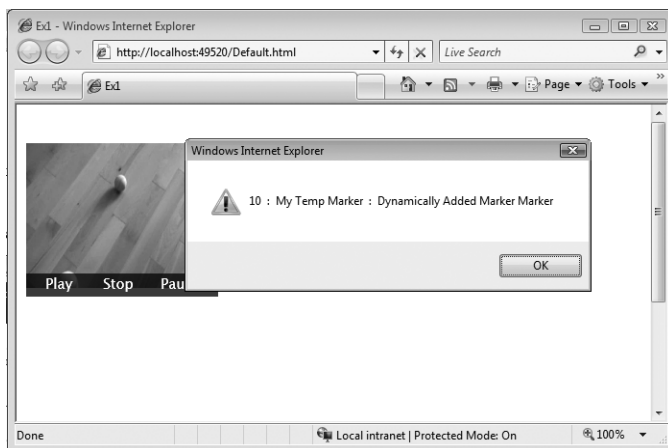 Ex1 - Windows Internet Explorer
http://localhost:49520/Default.html
Live Search
Ex1
Page
Tools
Windows Internet Explorer
10 : My Temp Marker : Dynamically Added Marker Marker
OK
Play Stop Pau
Done
Local intranet | Protected Mode: On
100%